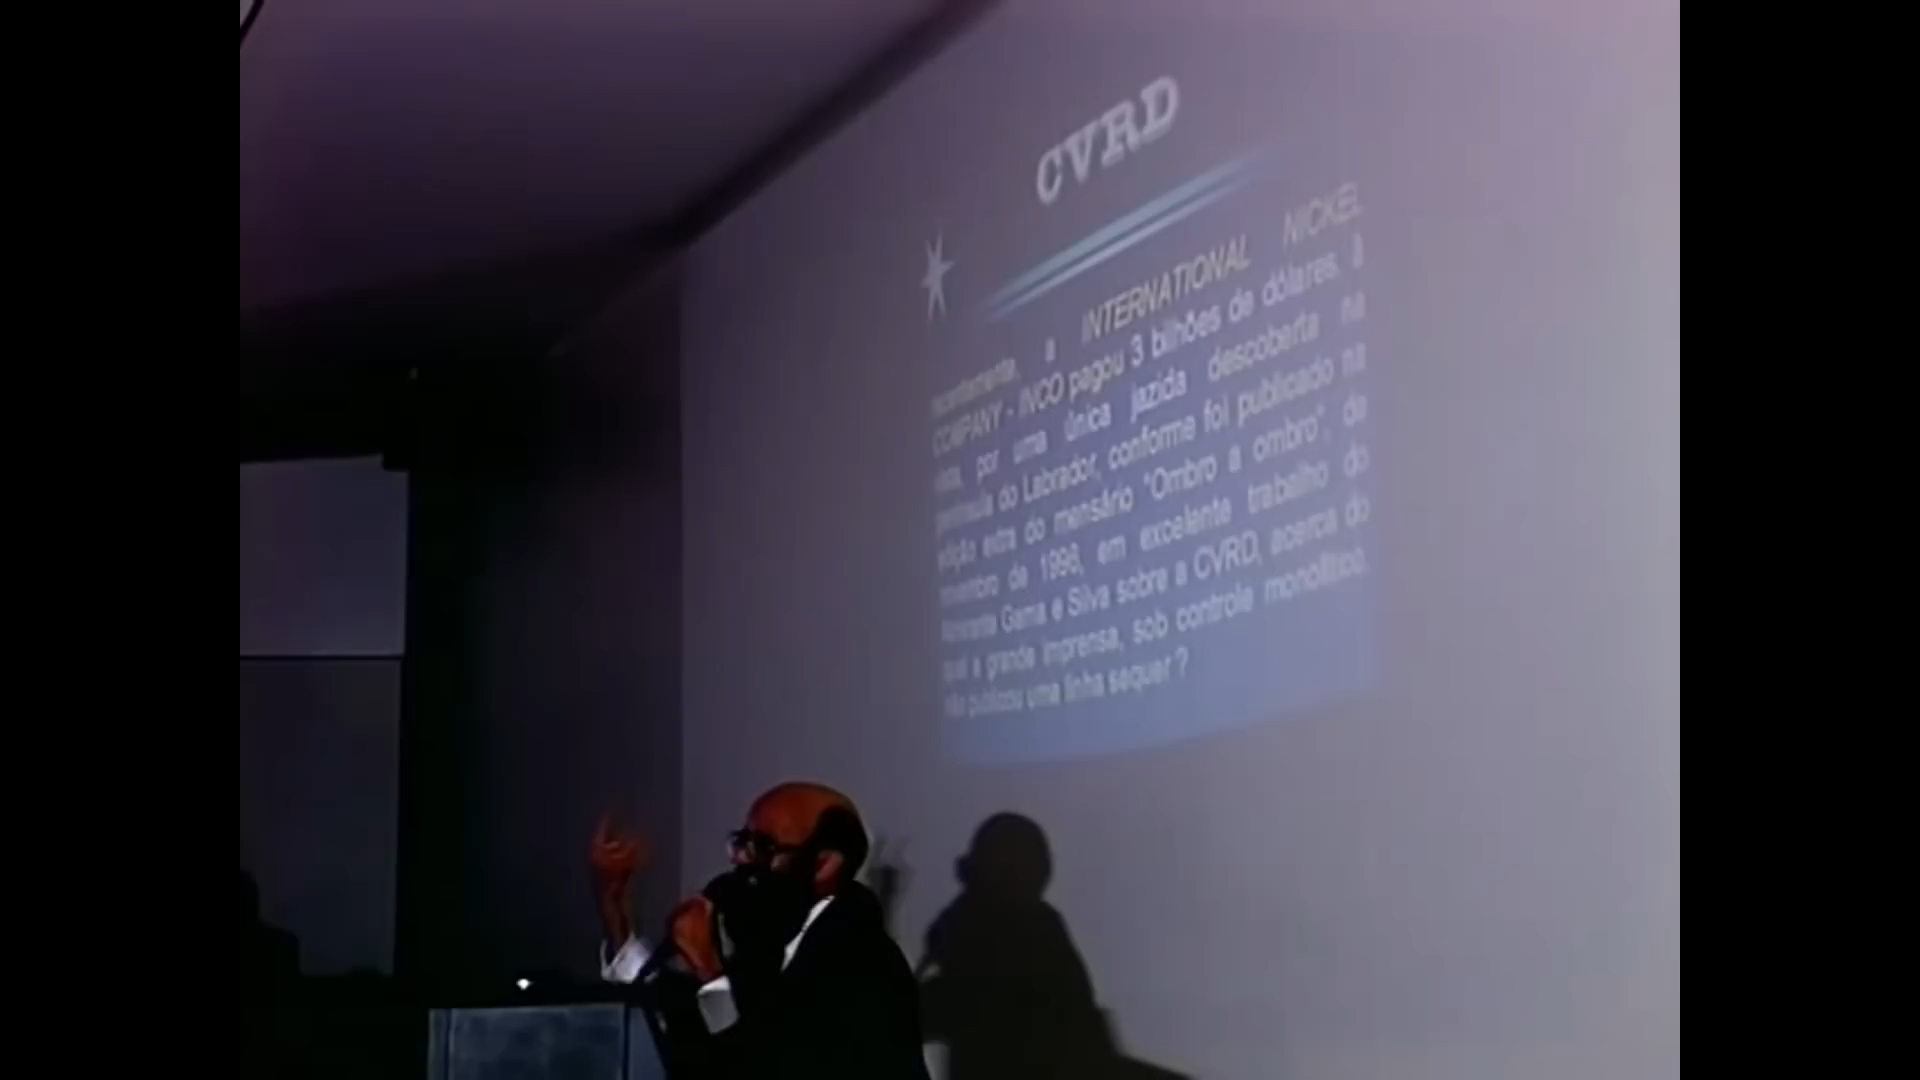 CVRD
recentemente, a INTERNATIONAL NICKEL
COMPANY - INCO pagou 3 bilhões de dólares, à
vista, por uma única jazida descoberta na
península do Labrador, conforme foi publicado na
edição extra do mensário "Ombro a ombro", de
novembro de 1996, em excelente trabalho do
Almirante Gama e Silva sobre a CVRD, acerca do
qual a grande imprensa, sob controle monolítico,
não publicou uma linha sequer ?